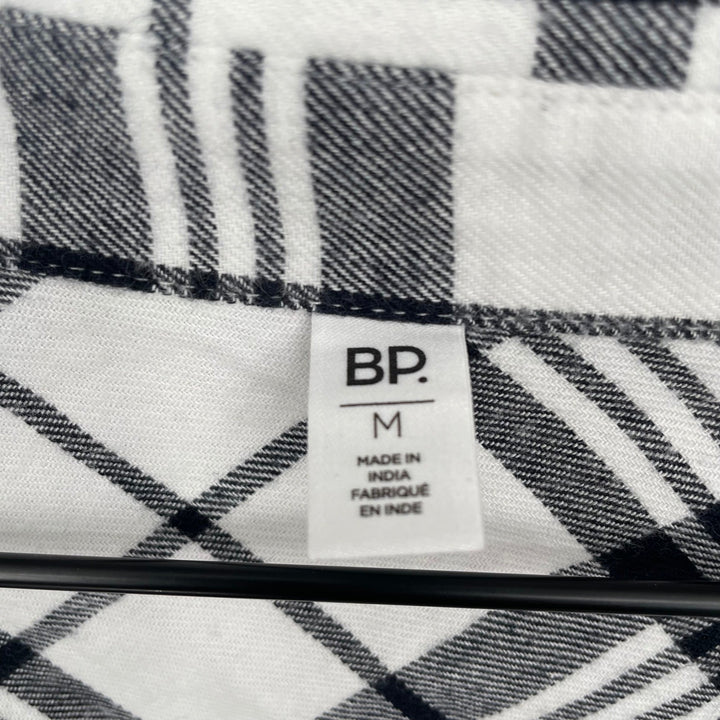 BP.
M
MADE IN
INDIA
FABRIQUÉ
EN INDE